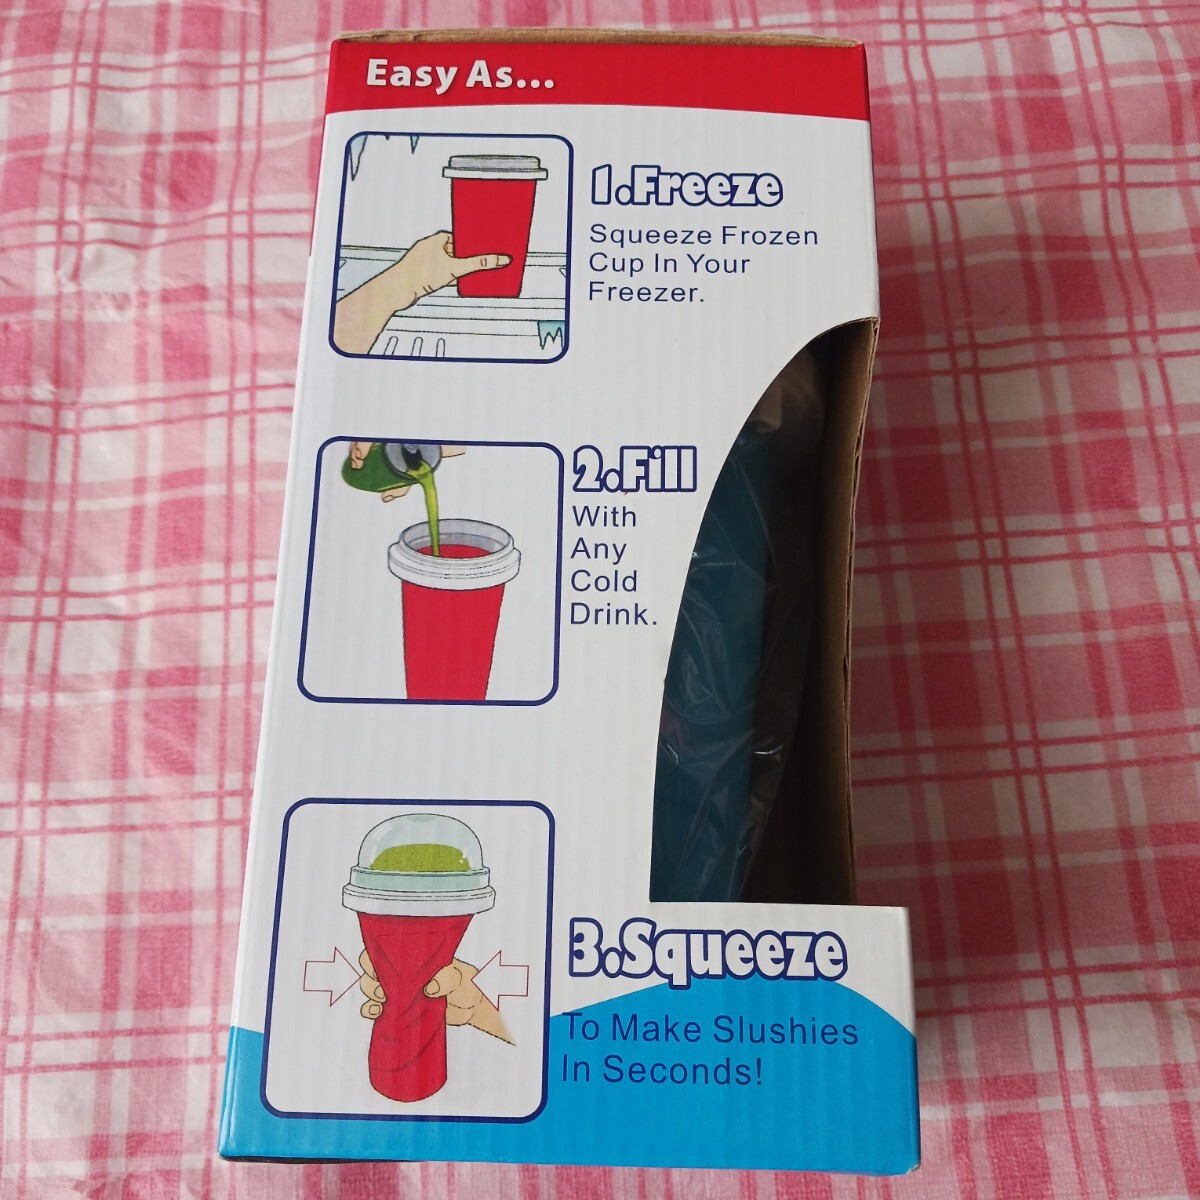 Easy As...
1.Freeze
Squeeze Frozen
Cup In Your
Freezer.
2.Fill
With
Any
Cold
Drink.
3.Squeeze
To Make Slushies
In Seconds!